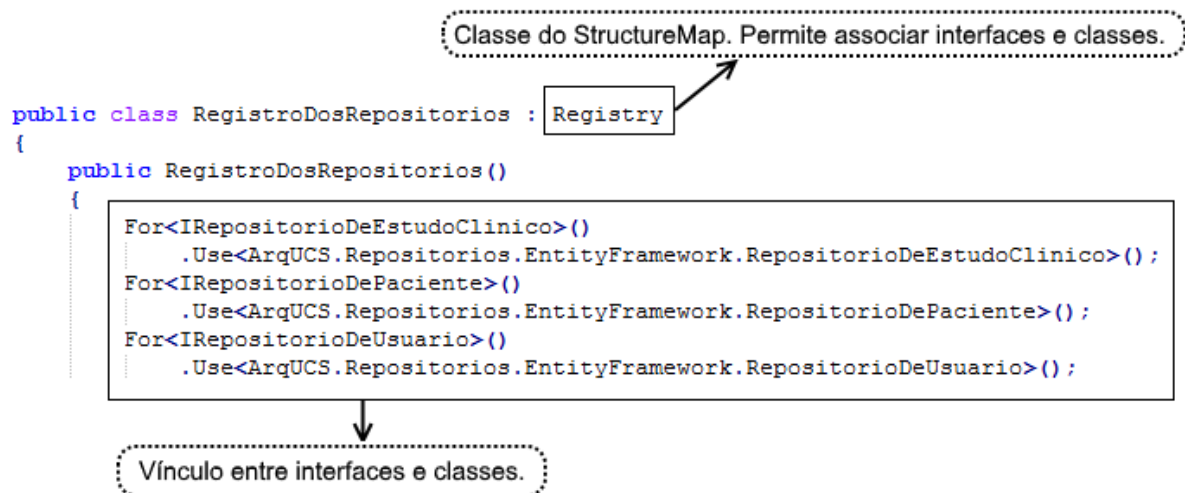 Classe do StructureMap. Permite associar interfaces e classes.
public class RegistroDosRepositorios : Registry
{
public RegistroDosRepositorios()
{
For<IRepositorioDeEstudoClinico>()
.Use<ArqUCS.Repositorios.EntityFramework.RepositorioDeEstudoClinico>();
For<IRepositorioDePaciente>()
.Use<ArqUCS.Repositorios.EntityFramework.RepositorioDePaciente>();
For<IRepositorioDeUsuario>()
.Use<ArqUCS.Repositorios.EntityFramework.RepositorioDeUsuario>();
Vínculo entre interfaces e classes.